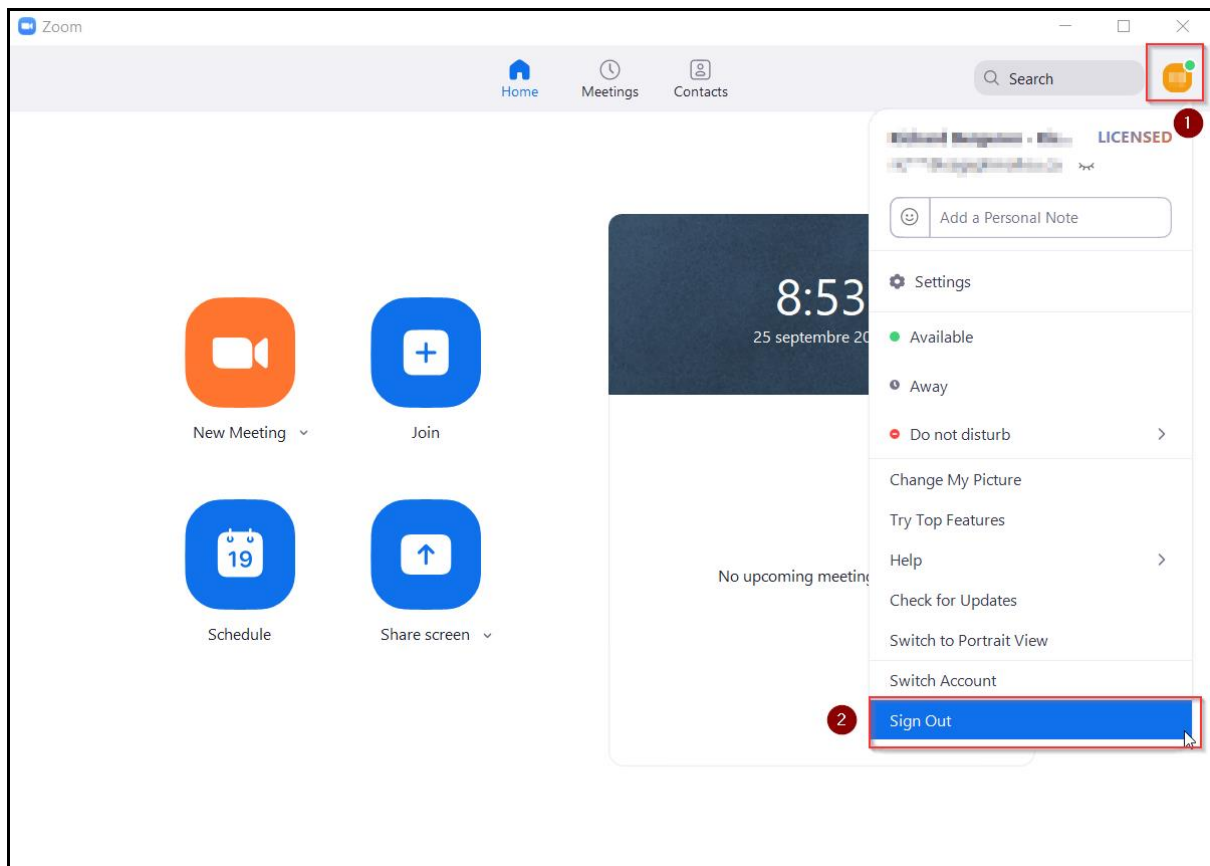 Zoom
Home Meetings Contacts
Search
1
LICENSED
Add a Personal Note
8:53
25 septembre 20
Settings
Available
Away
New Meeting
Join
Do not disturb
Change My Picture
Try Top Features
19
No upcoming meeting
Help
Check for Updates
Schedule
Share screen
Switch to Portrait View
Switch Account
2
Sign Out